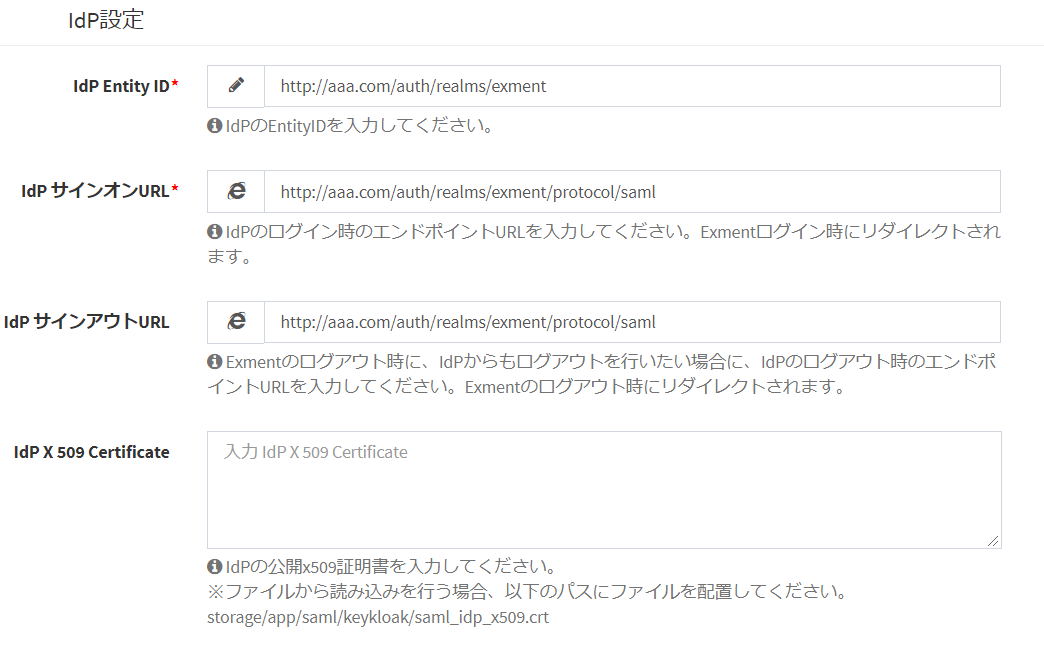 IdP設定
IdP Entity ID*
http://aaa.com/auth/realms/exment
IdPのEntityIDを入力してください。
IdP サインオンURL*
http://aaa.com/auth/realms/exment/protocol/saml
IdPのログイン時のエンドポイントURLを入力してください。Exmentログイン時にリダイレクトされ
ます。
IdP サインアウトURL
http://aaa.com/auth/realms/exment/protocol/saml
Exmentのログアウト時に、IdPからもログアウトを行いたい場合に、IdPのログアウト時のエンドポ
イントURLを入力してください。Exmentのログアウト時にリダイレクトされます。
IdP X 509 Certificate
入力 IdP X 509 Certificate
IdPの公開x509証明書を入力してください。
※ファイルから読み込みを行う場合、以下のパスにファイルを配置してください。
storage/app/saml/keykloak/saml_idp_x509.crt